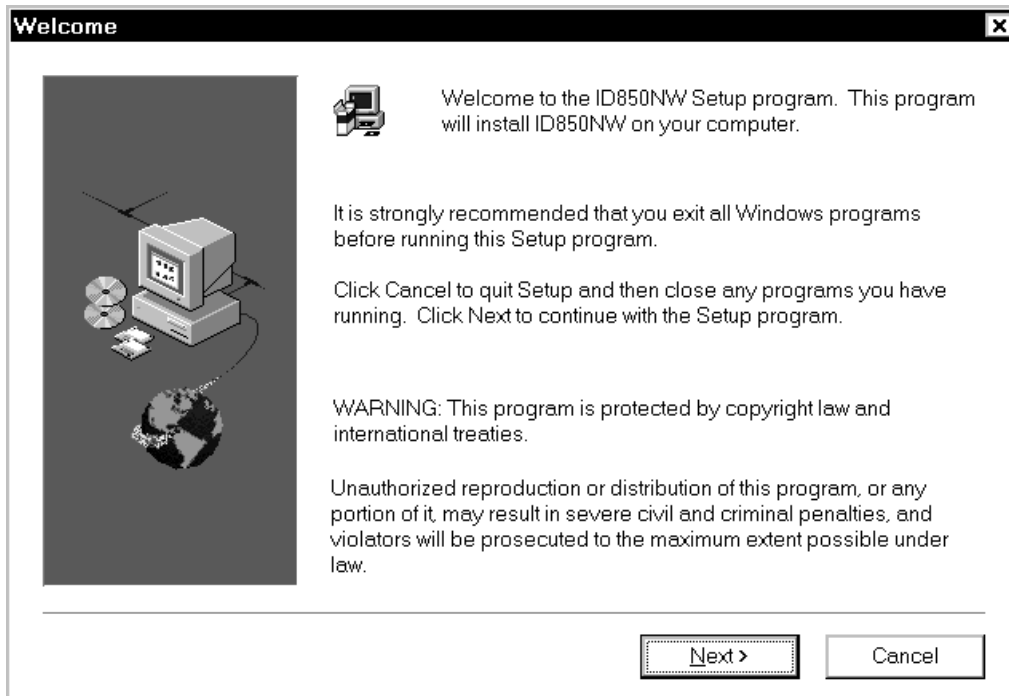 Welcome
Welcome to the ID850NW Setup program. This program
will install ID850NW on your computer.
It is strongly recommended that you exit all Windows programs
before running this Setup program.
Click Cancel to quit Setup and then close any programs you have
running. Click Next to continue with the Setup program.
WARNING: This program is protected by copyright law and
international treaties.
Unauthorized reproduction or distribution of this program, or any
portion of it, may result in severe civil and criminal penalties, and
violators will be prosecuted to the maximum extent possible under
law.
Next >
Cancel